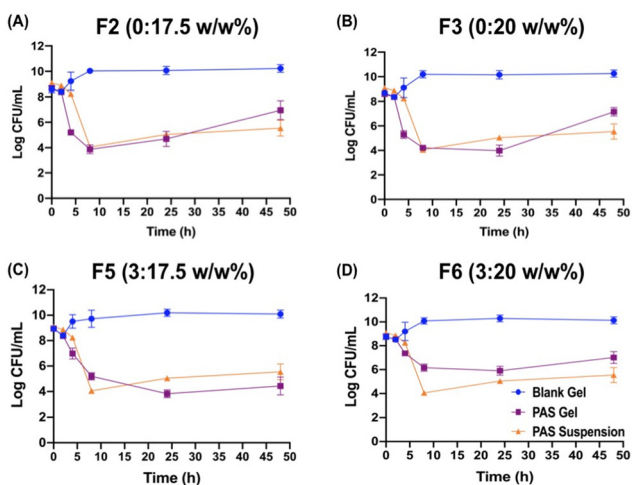 (A)
F2 (0:17.5 w/w%)
Log CFU/mL
12
10
8
6
4
2
0
0 5 10 15 20 25 30 35 40 45 50
Time (h)
(B)
F3 (0:20 w/w%)
Log CFU/mL
12
10
8
6
4
2
0
0 5 10 15 20 25 30 35 40 45 50
Time (h)
(C)
F5 (3:17.5 w/w%)
Log CFU/mL
12
10
8
6
4
2
0
0 5 10 15 20 25 30 35 40 45 50
Time (h)
(D)
F6 (3:20 w/w%)
Log CFU/mL
12
10
8
6
4
2
0
0 5 10 15 20 25 30 35 40 45 50
Time (h)
Blank Gel
PAS Gel
PAS Suspension